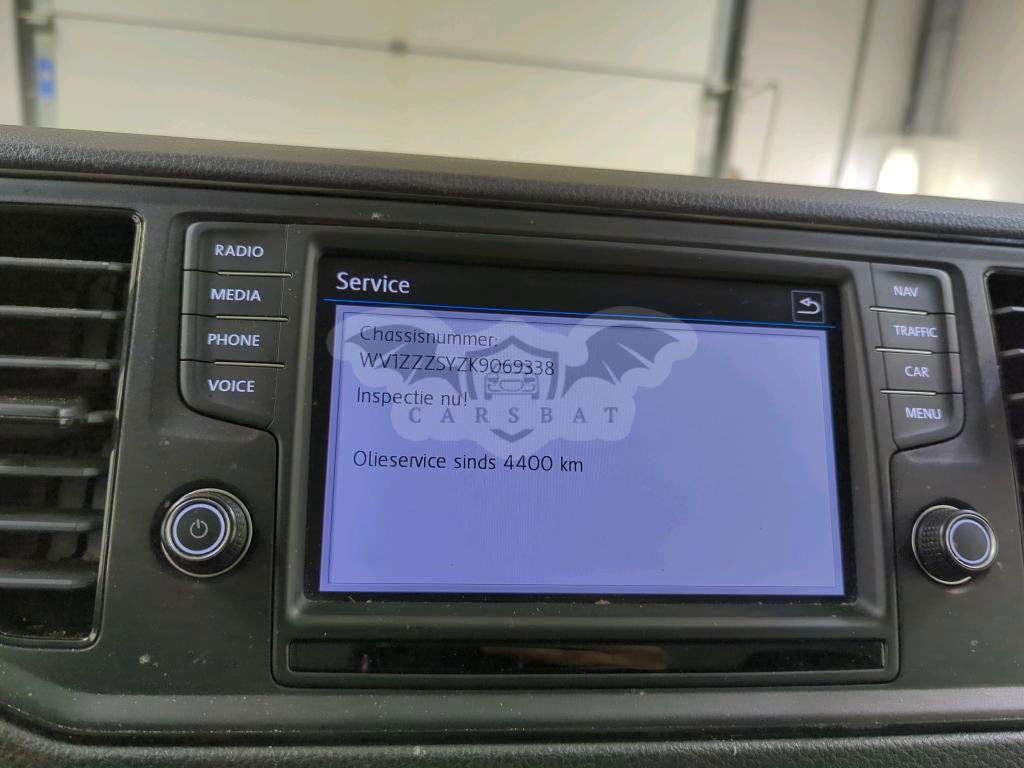 RADIO
MEDIA
PHONE
VOICE
Service
Chassisnummer:
WV1ZZZSYZK9069338
Inspectie nu!
CARSBAT
Olieservice sinds 4400 km
NAV
TRAFFIC
CAR
MENU